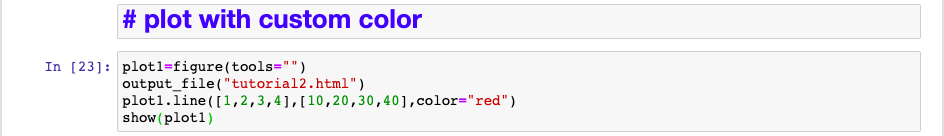 # plot with custom color
In [23]: plot1=figure(tools="")
output_file("tutorial2.html")
plot1.line([1,2,3,4],[10,20,30,40],color="red")
show(plot1)